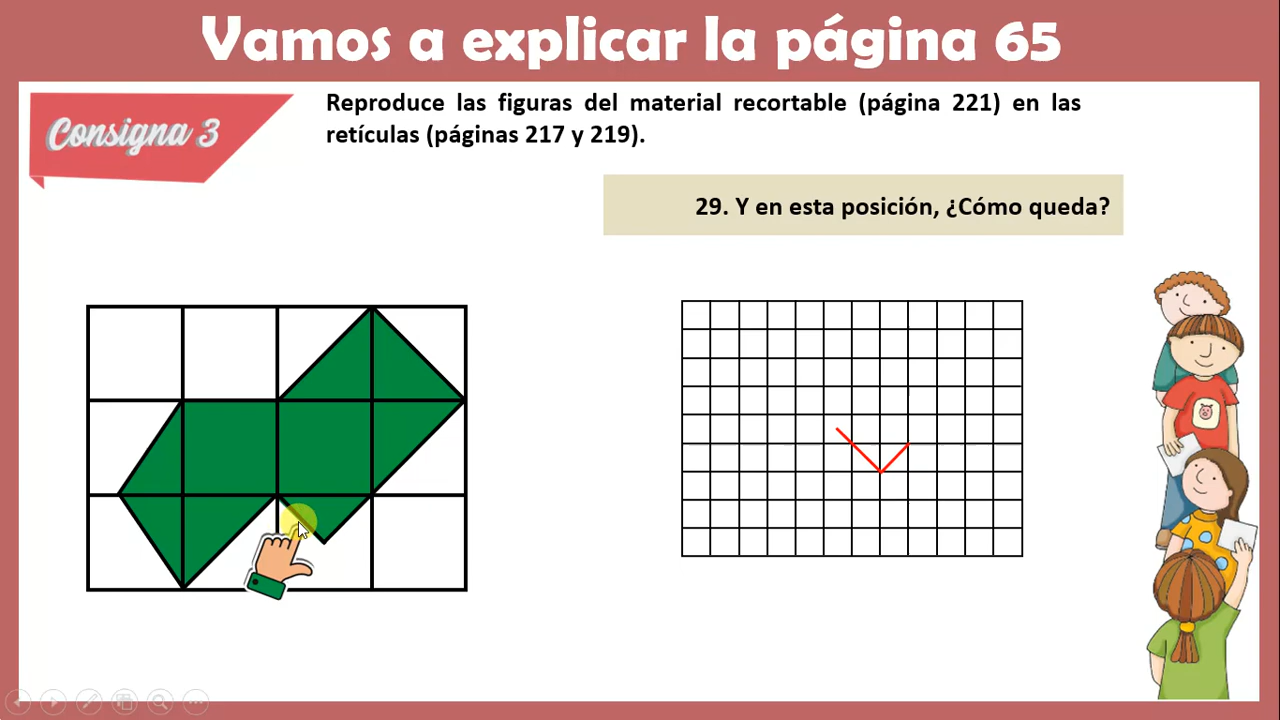 Vamos a explicar la página 65
Consigna 3
Reproduce las figuras del material recortable (página 221) en las
retículas (páginas 217 y 219).
29. Y en esta posición, ¿Cómo queda?